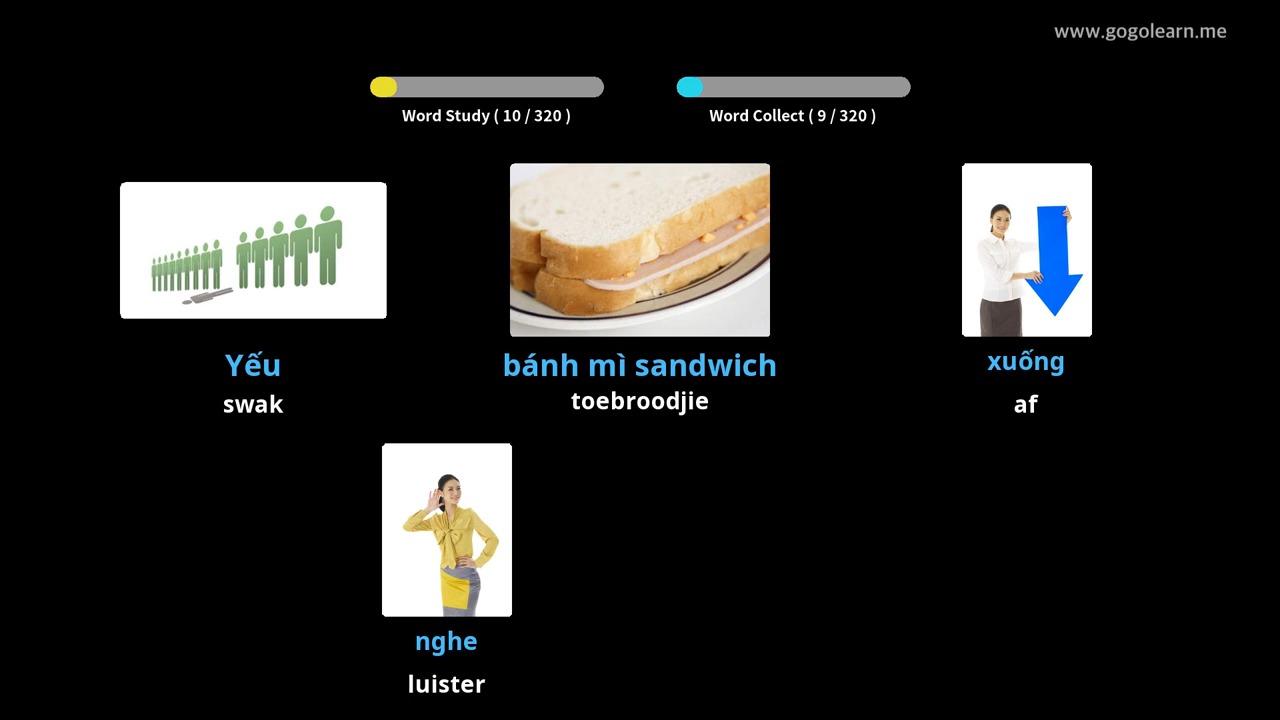 www.gogolearn.me
Word Study ( 10 / 320 )
Word Collect ( 9 / 320 )
Yếu
swak
bánh mì sandwich
toebroodjie
xuống
af
nghe
luister